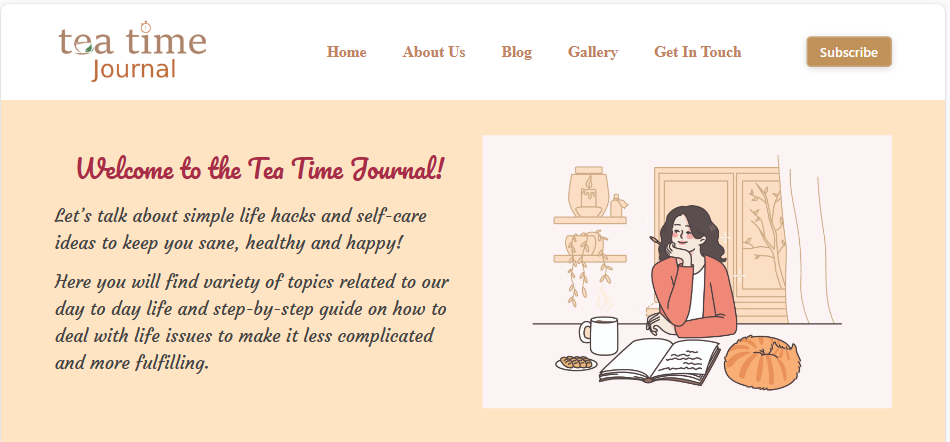 tea time
Journal
Home About Us Blog Gallery Get In Touch
Subscribe
Welcome to the Tea Time Journal!
Let's talk about simple life hacks and self-care
ideas to keep you sane, healthy and happy!
Here you will find variety of topics related to our
day to day life and step-by-step guide on how to
deal with life issues to make it less complicated
and more fulfilling.